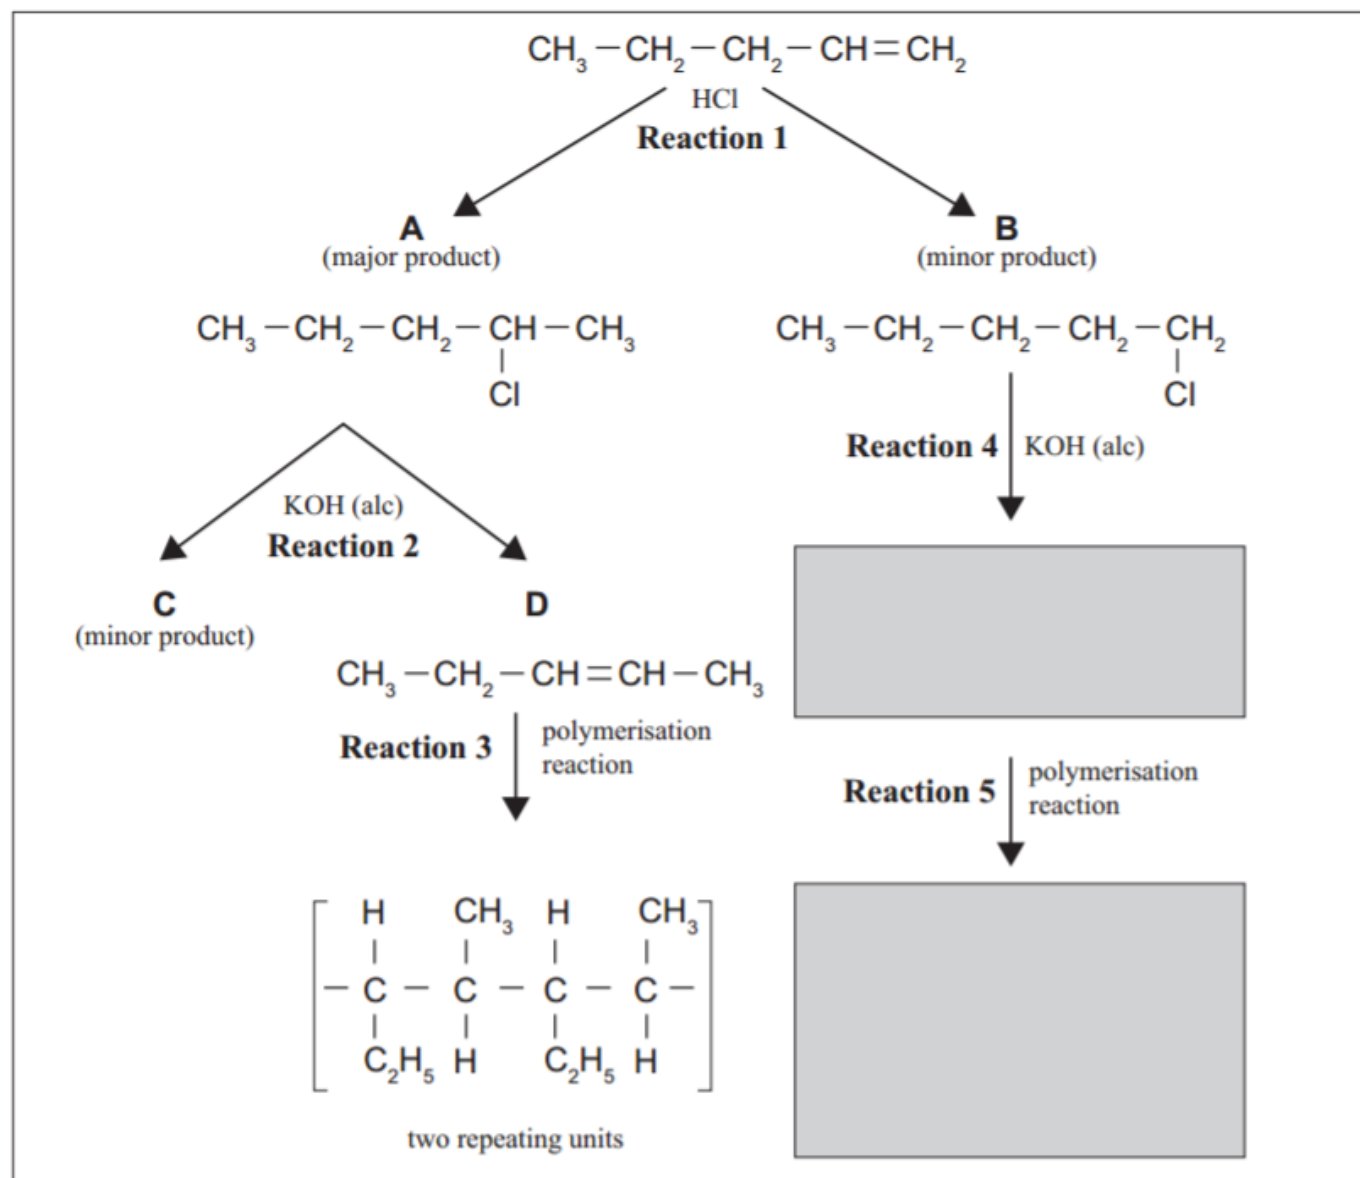 CH₃ – CH₂ – CH₂ – CH = CH₂
HCl
Reaction 1
A
(major product)
B
(minor product)
CH₃ – CH₂ – CH₂ – CH – CH₃
Cl
CH₃ – CH₂ – CH₂ – CH₂ – CH₂
Cl
Reaction 4 KOH (alc)
KOH (alc)
Reaction 2
C
(minor product)
D
CH₃ – CH₂ – CH = CH – CH₃
Reaction 3
polymerisation
reaction
Reaction 5
polymerisation
reaction
H CH₃ H CH₃
– C – C – C – C –
C₂H₅ H C₂H₅ H
two repeating units